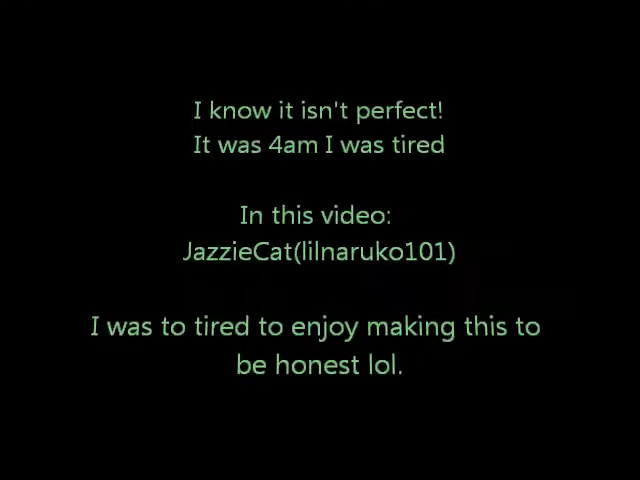 I know it isn't perfect!
It was 4am I was tired
In this video:
JazzieCat(lilnaruko101)
I was to tired to enjoy making this to
be honest lol.